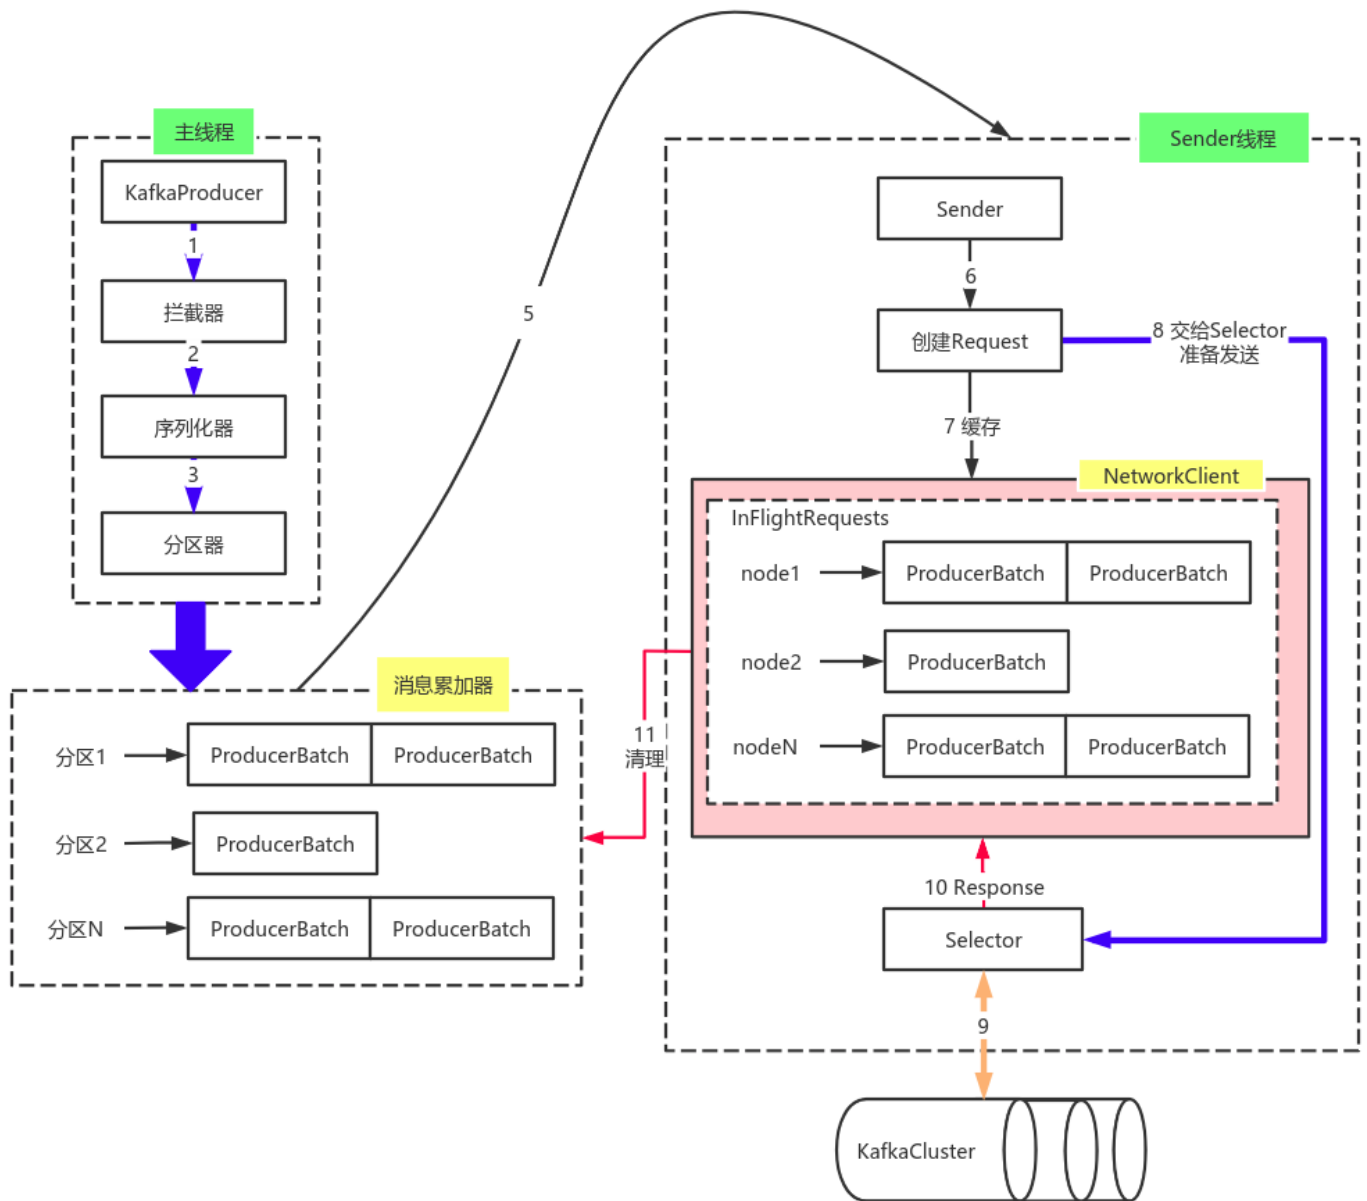 主线程
KafkaProducer
1
拦截器
2
序列化器
3
分区器
5
消息累加器
分区1
ProducerBatch
ProducerBatch
分区2
ProducerBatch
分区N
ProducerBatch
ProducerBatch
Sender线程
Sender
6
创建Request
8 交给Selector
准备发送
7 缓存
NetworkClient
InFlightRequests
node1
ProducerBatch
ProducerBatch
node2
ProducerBatch
nodeN
ProducerBatch
ProducerBatch
11
清理
10 Response
Selector
9
KafkaCluster